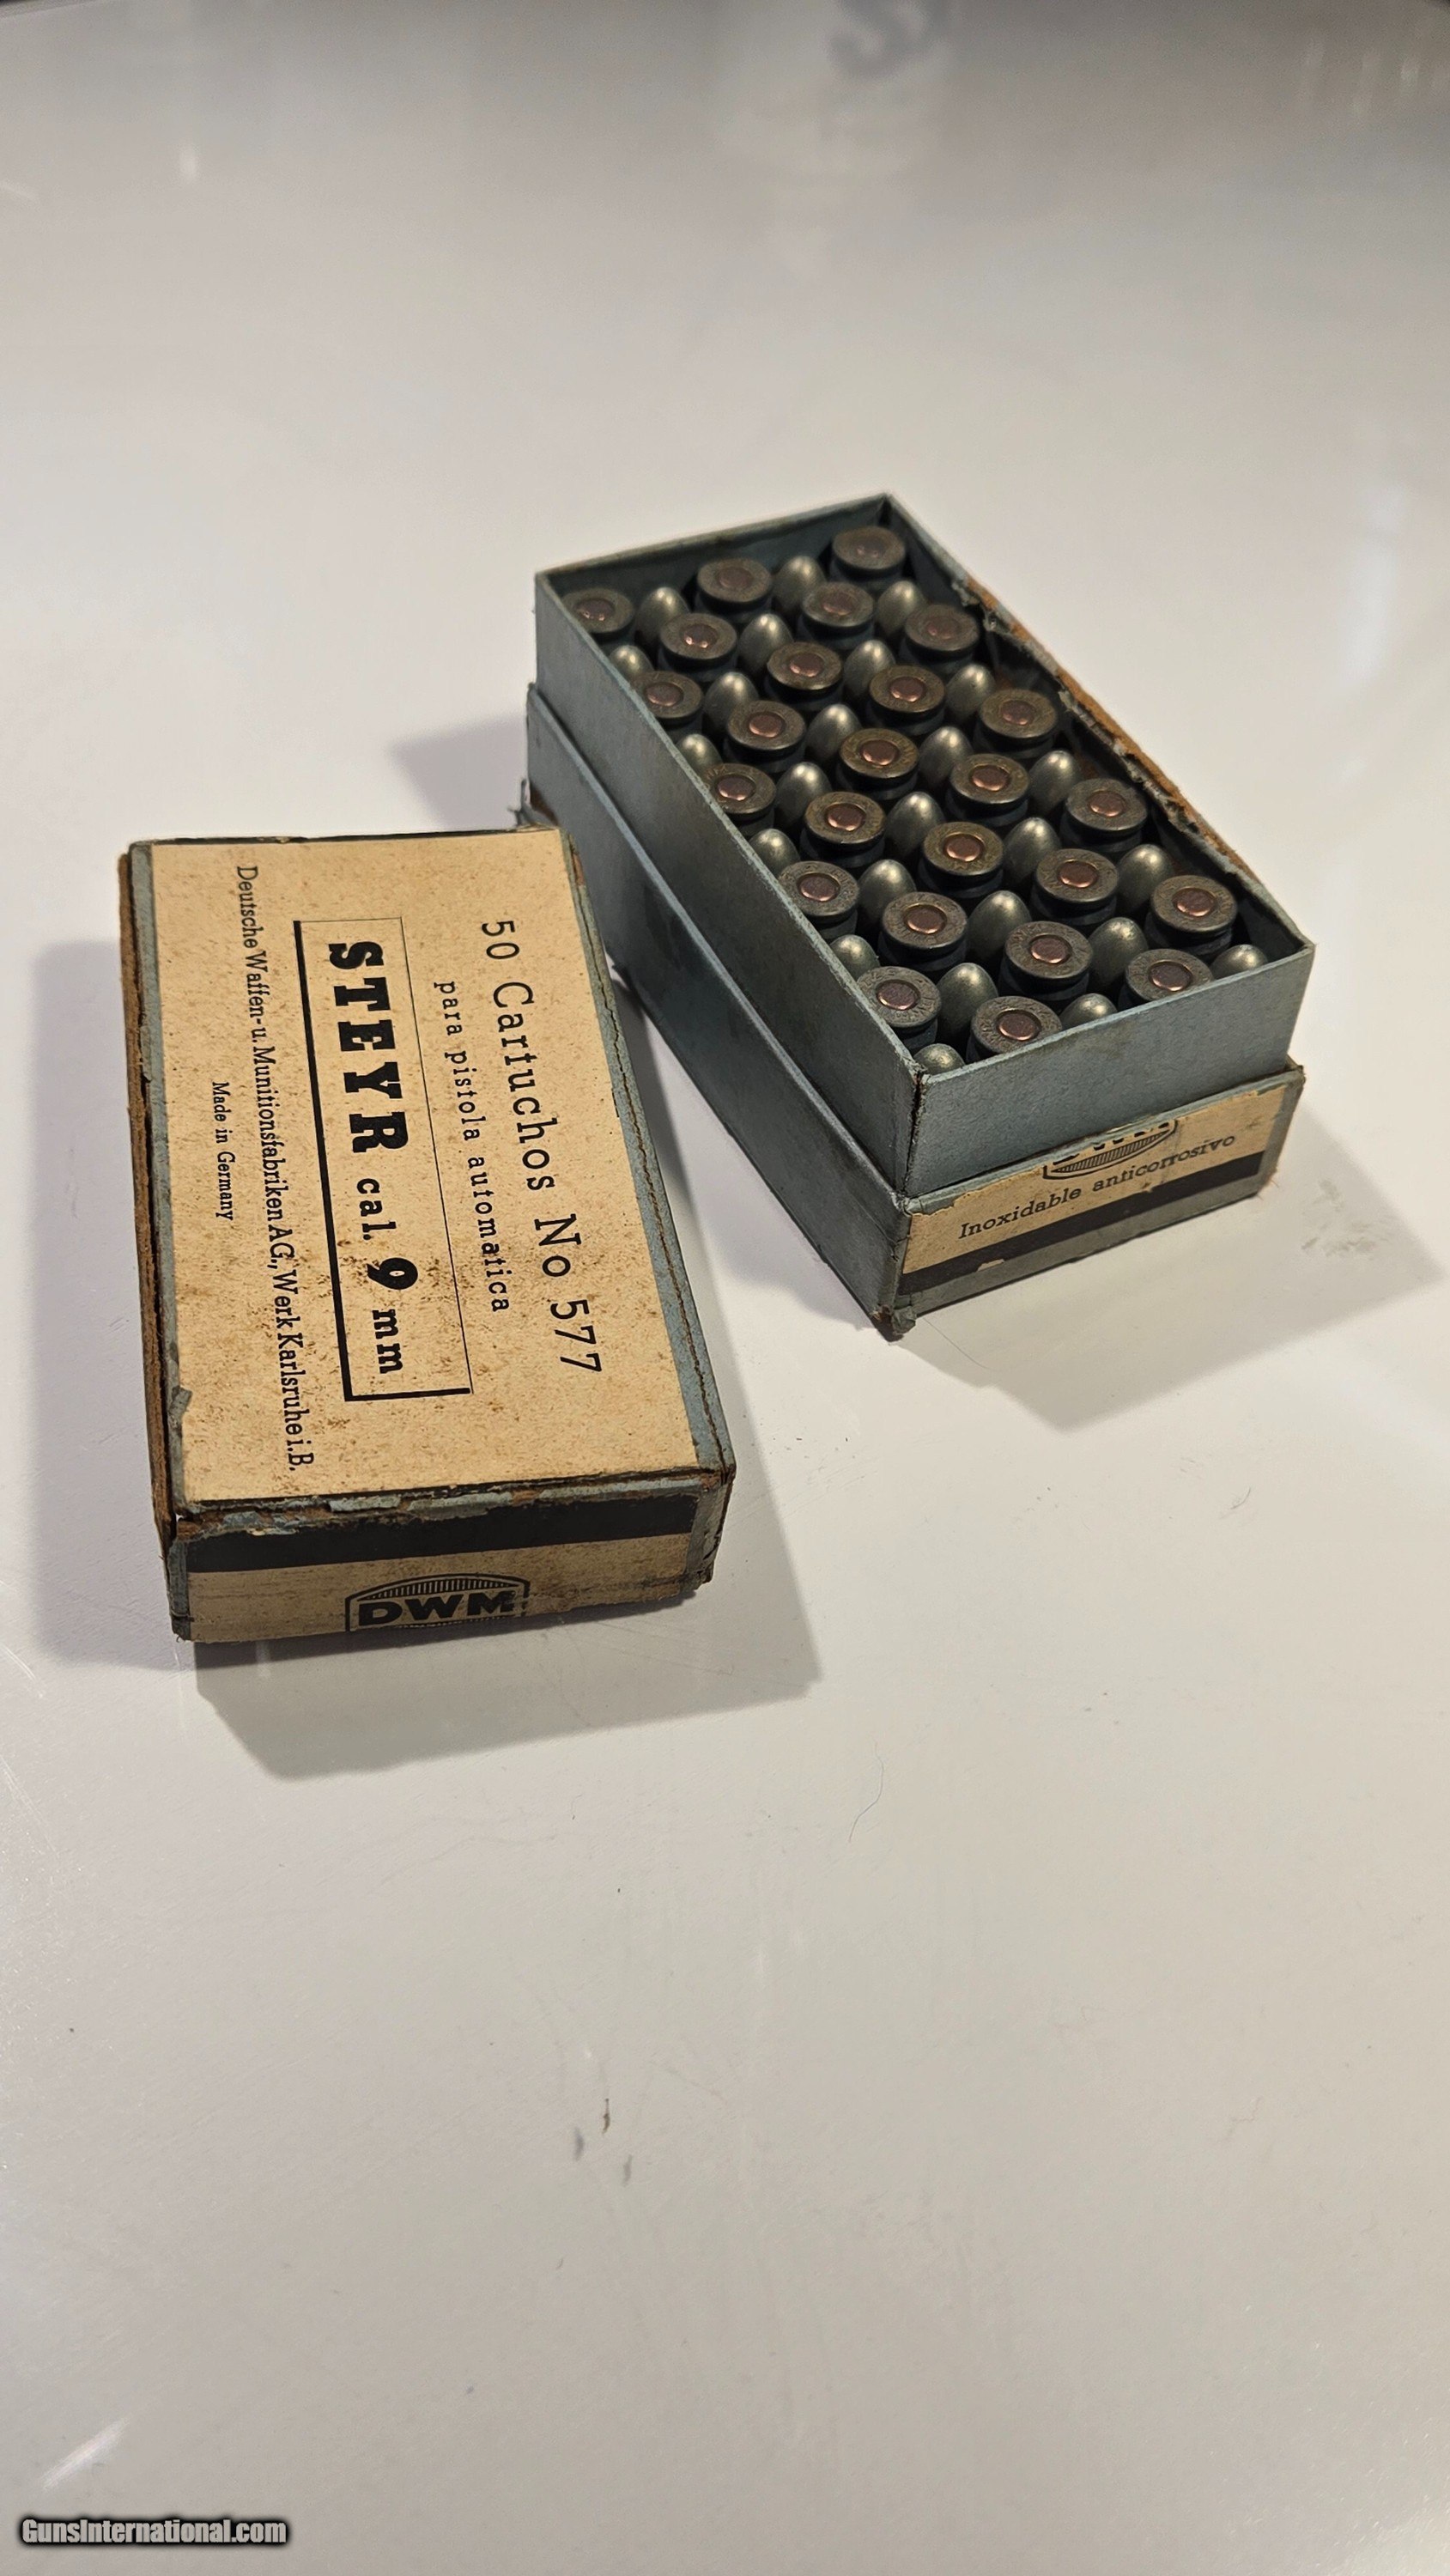 50 Cartuchos No 577
para pistola automatica
STEYR cal. 9 mm
Deutsche Waffen- u. Munitionsfabriken AG., Werk Karlsruhe i.B.
Made in Germany
DWM
Inoxidable anticorrosivo
GunsInternational.com